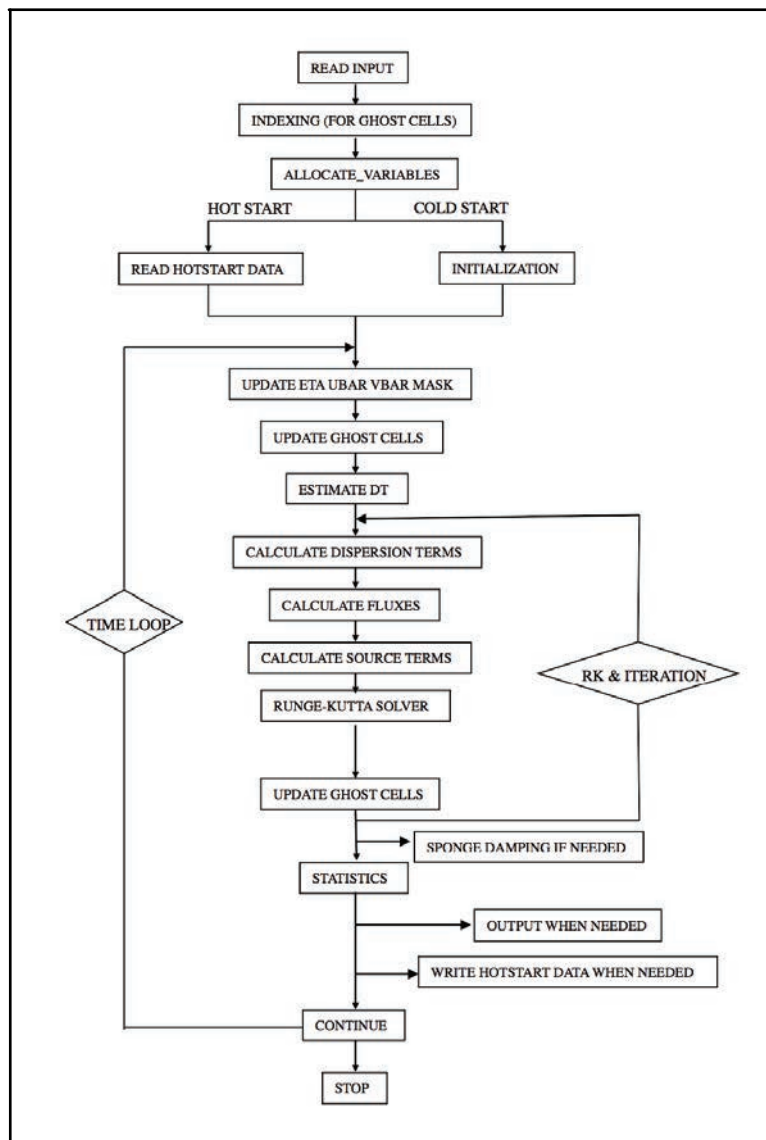 READ INPUT
INDEXING (FOR GHOST CELLS)
ALLOCATE_VARIABLES
HOT START
COLD START
READ HOTSTART DATA
INITIALIZATION
UPDATE ETA UBAR VBAR MASK
UPDATE GHOST CELLS
ESTIMATE DT
CALCULATE DISPERSION TERMS
CALCULATE FLUXES
TIME LOOP
CALCULATE SOURCE TERMS
RK & ITERATION
RUNGE-KUTTA SOLVER
UPDATE GHOST CELLS
SPONGE DAMPING IF NEEDED
STATISTICS
OUTPUT WHEN NEEDED
WRITE HOTSTART DATA WHEN NEEDED
CONTINUE
STOP